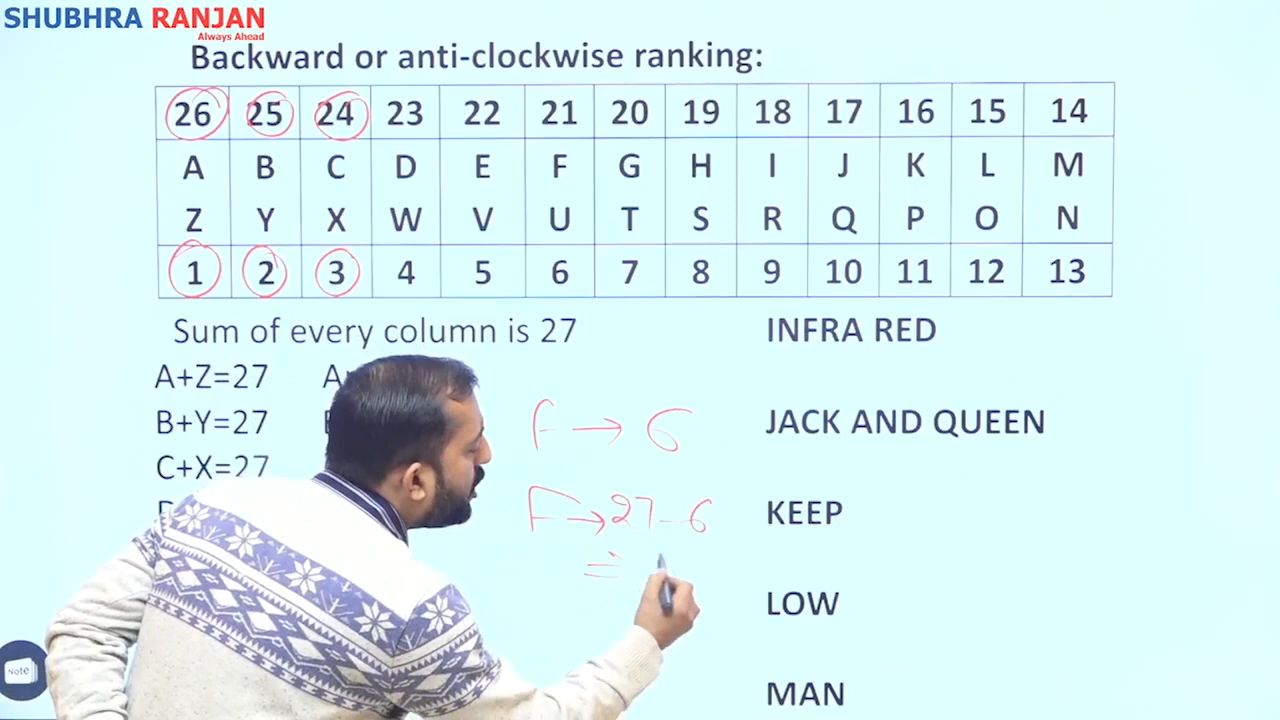 SHUBHRA RANJAN
Always Ahead
Backward or anti-clockwise ranking:
26 25 24 23 22 21 20 19 18 17 16 15 14
A B C D E F G H I J K L M
Z Y X W V U T S R Q P O N
1 2 3 4 5 6 7 8 9 10 11 12 13
Sum of every column is 27
INFRA RED
A+Z=27
B+Y=27
JACK AND QUEEN
F → 6
C+X=27
F → 27-6
KEEP
=
LOW
Note
MAN